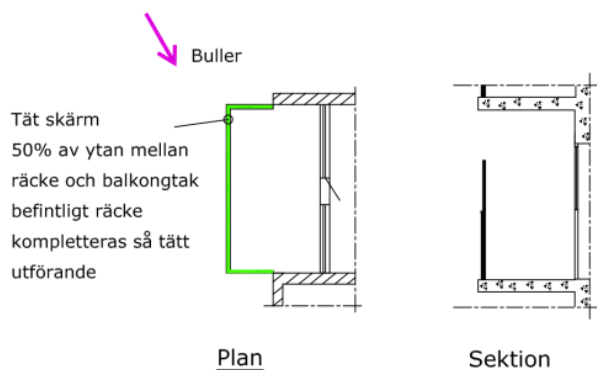 Buller
Tät skärm
50% av ytan mellan
räcke och balkongtak
befintligt räcke
kompletteras så tätt
utförande
Plan
Sektion